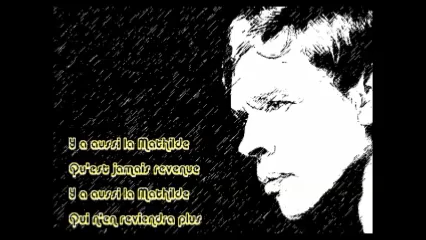 Y a aussi la Mathilde
Qu'est jamais revenue
Y a aussi la Mathilde
Qui n'en reviendra plus